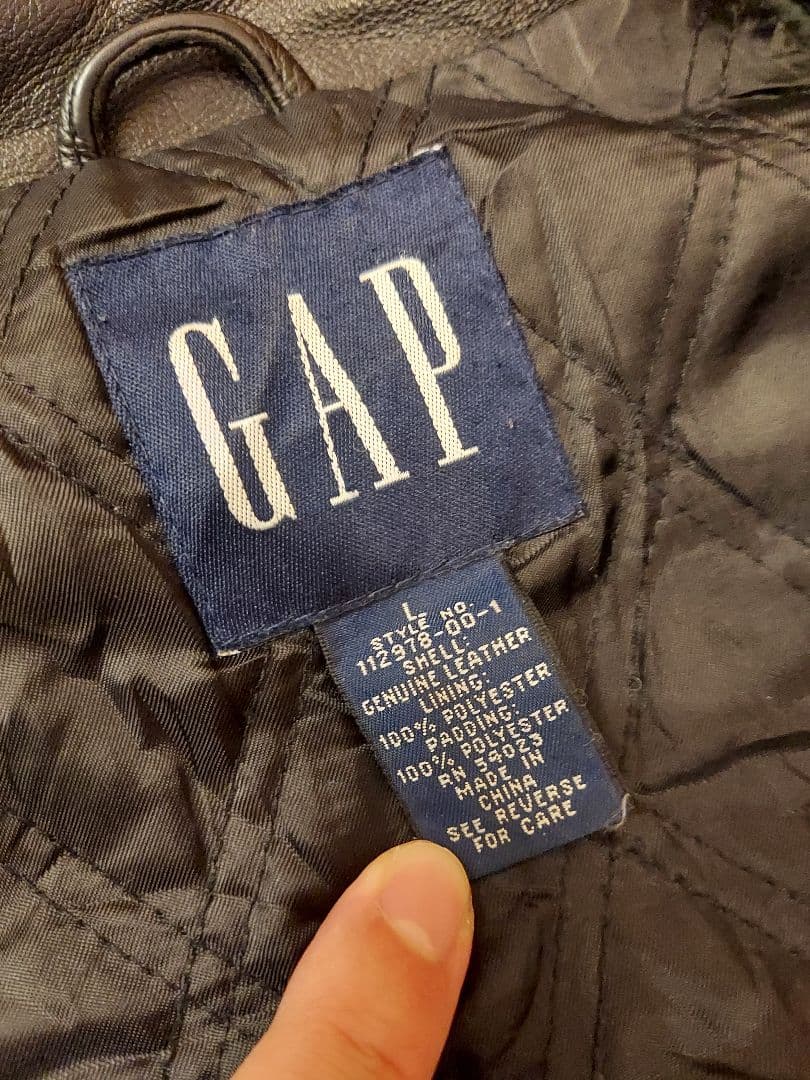 GAP
L
STYLE NO:
112978-00-1
SHELL:
GENUINE LEATHER
LINING:
100% POLYESTER
PADDING:
100% POLYESTER
RN 54023
MADE IN
CHINA
SEE REVERSE
FOR CARE